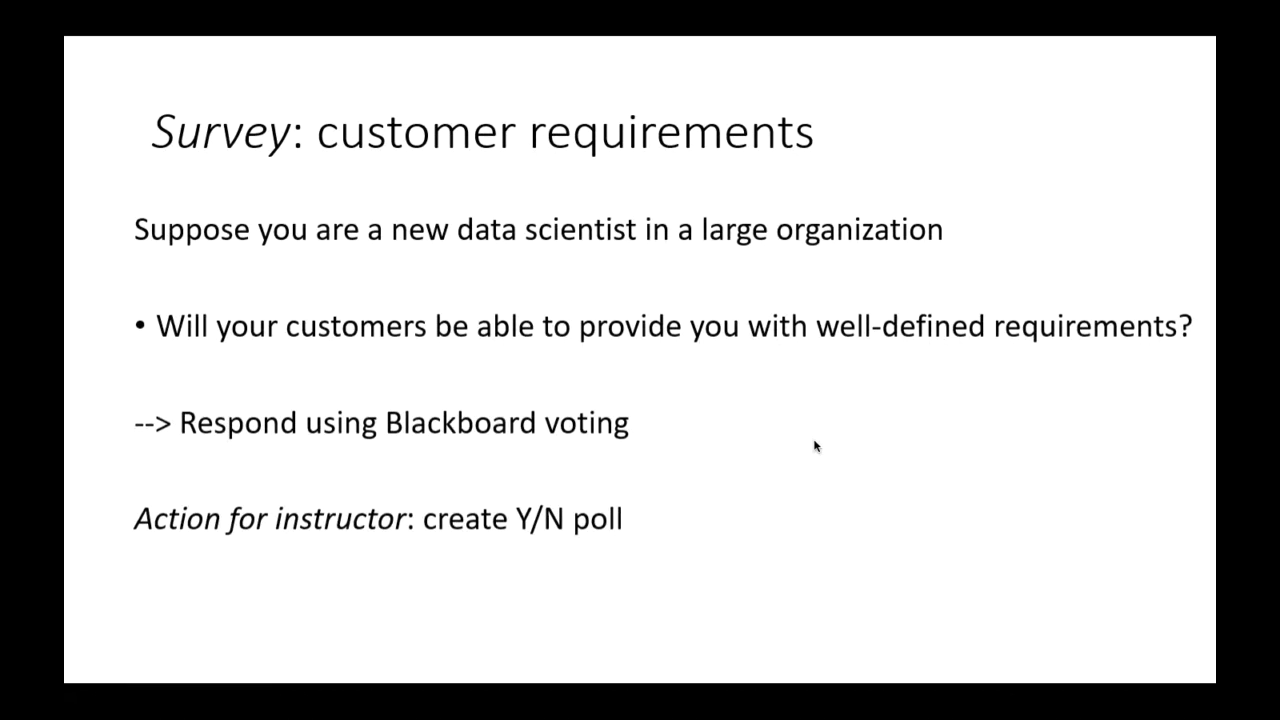 Survey: customer requirements
Suppose you are a new data scientist in a large organization
• Will your customers be able to provide you with well-defined requirements?
--> Respond using Blackboard voting
Action for instructor: create Y/N poll